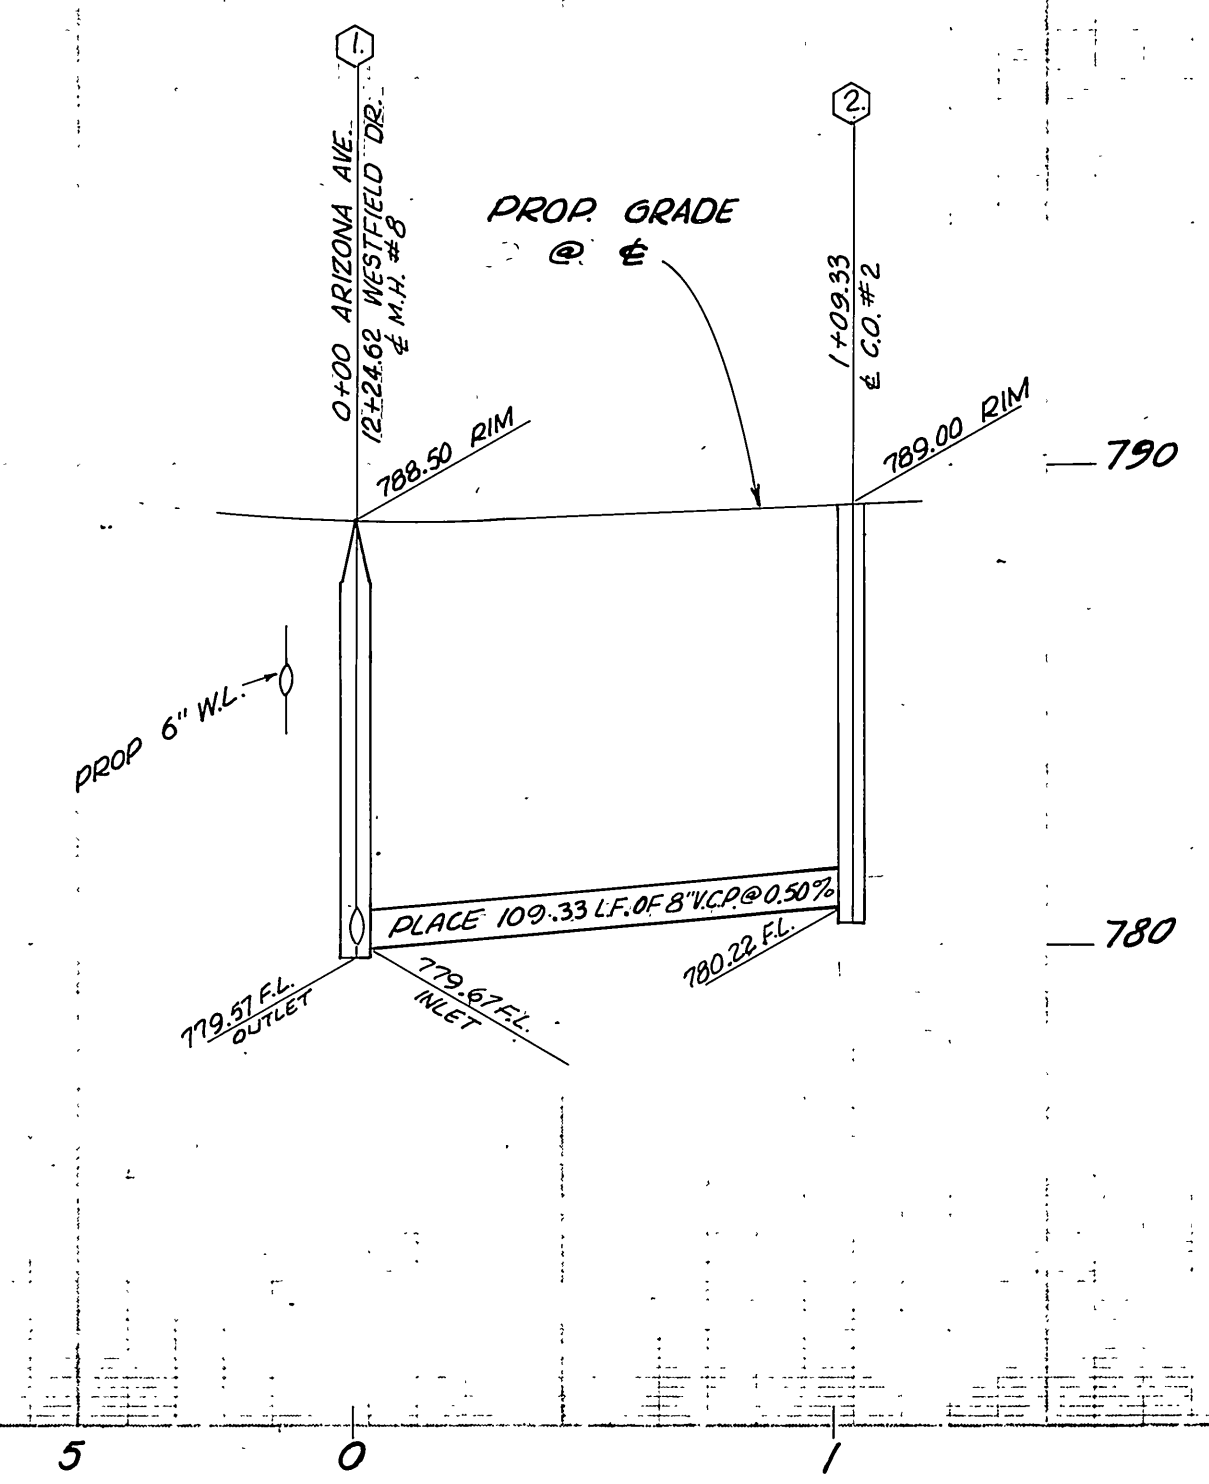 1.
2.
0+00 ARIZONA AVE.
12+24.62 WESTFIELD DR.
℄ M.H. #8
PROP. GRADE
@ ℄
1+09.33
℄ C.O. #2
788.50 RIM
789.00 RIM
790
PROP 6" W.L.
PLACE 109.33 L.F. OF 8" V.C.P. @ 0.50%
780
780.22 F.L.
779.57 F.L.
OUTLET
779.67 F.L.
INLET
5 0 1